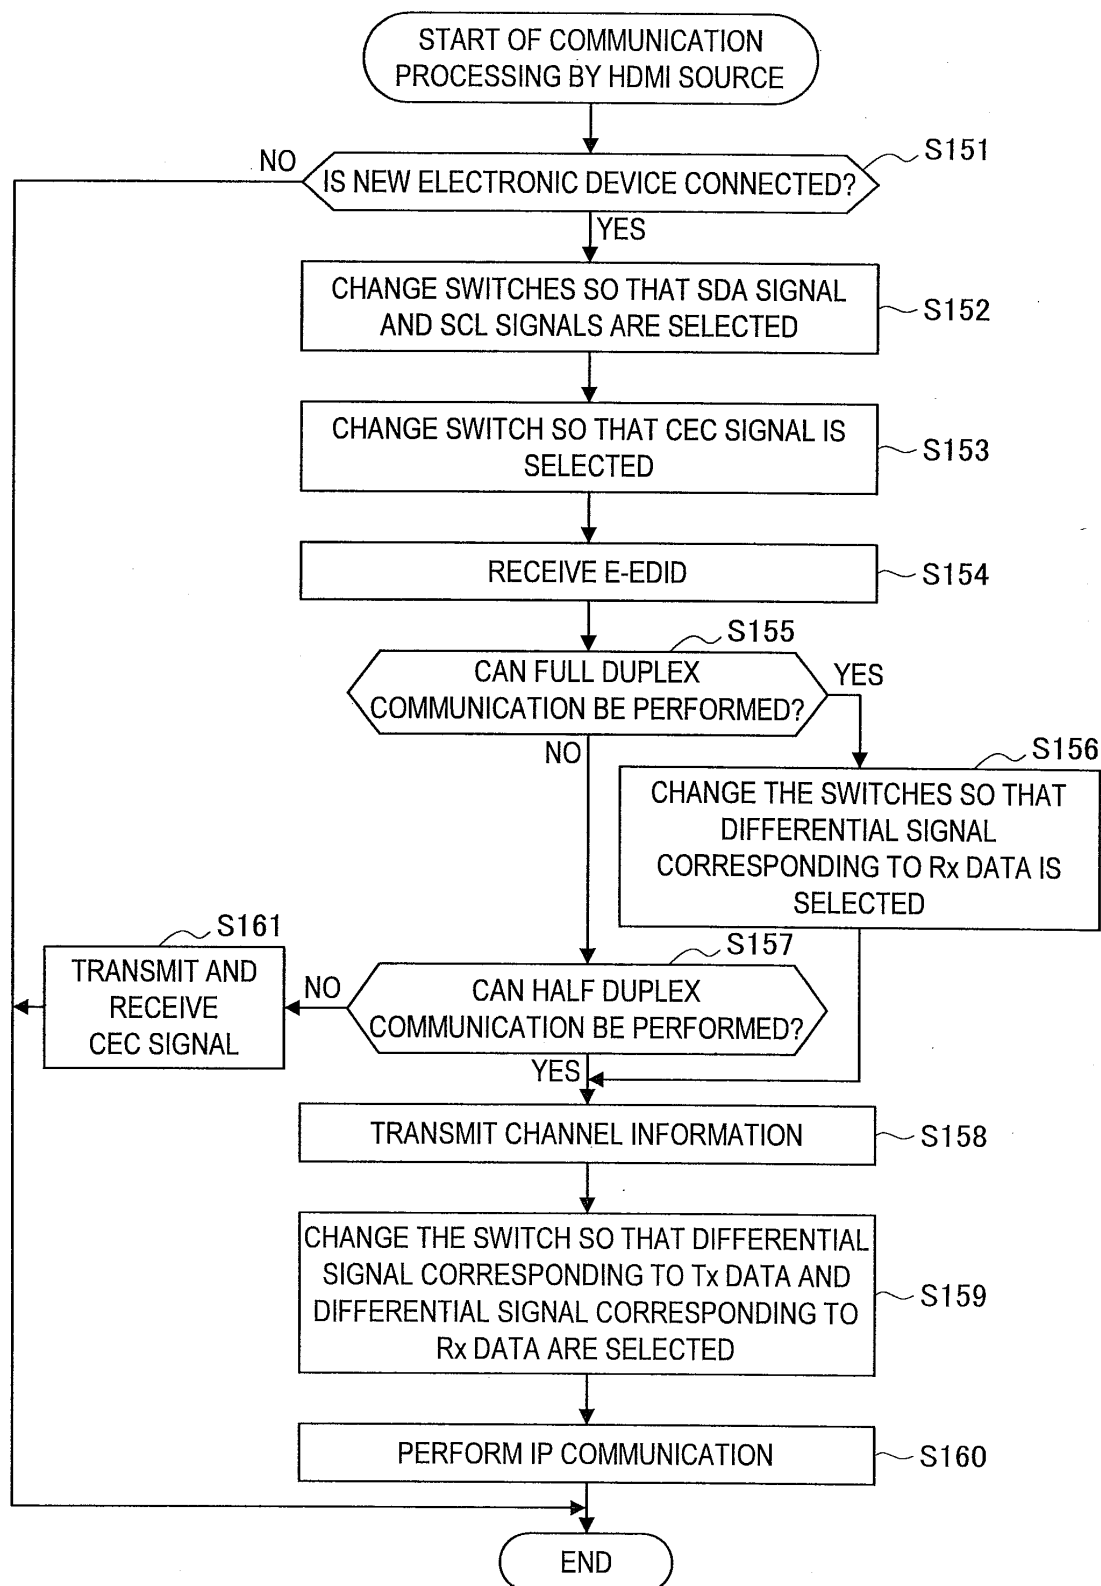 START OF COMMUNICATION
PROCESSING BY HDMI SOURCE
S151
NO
IS NEW ELECTRONIC DEVICE CONNECTED?
YES
CHANGE SWITCHES SO THAT SDA SIGNAL
AND SCL SIGNALS ARE SELECTED
S152
CHANGE SWITCH SO THAT CEC SIGNAL IS
SELECTED
S153
RECEIVE E-EDID
S154
S155
CAN FULL DUPLEX
COMMUNICATION BE PERFORMED?
YES
NO
S156
CHANGE THE SWITCHES SO THAT
DIFFERENTIAL SIGNAL
CORRESPONDING TO Rx DATA IS
SELECTED
S161
TRANSMIT AND
RECEIVE
CEC SIGNAL
NO
S157
CAN HALF DUPLEX
COMMUNICATION BE PERFORMED?
YES
TRANSMIT CHANNEL INFORMATION
S158
CHANGE THE SWITCH SO THAT DIFFERENTIAL
SIGNAL CORRESPONDING TO Tx DATA AND
DIFFERENTIAL SIGNAL CORRESPONDING TO
Rx DATA ARE SELECTED
S159
PERFORM IP COMMUNICATION
S160
END